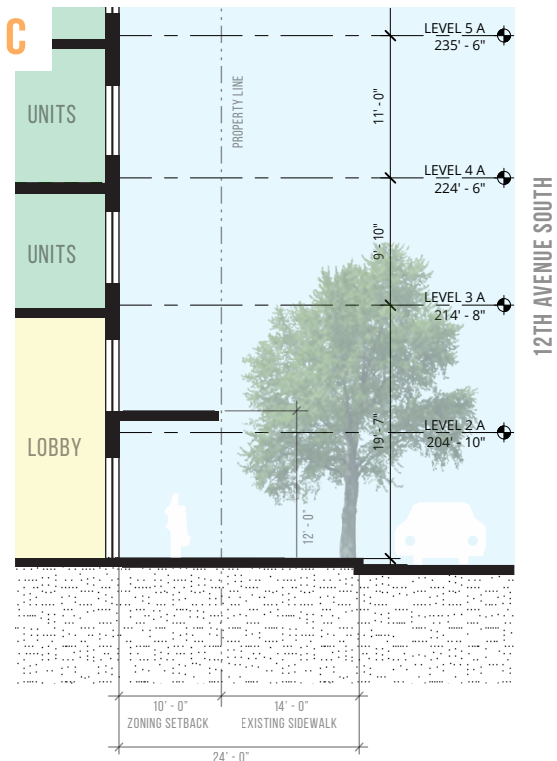 C
LEVEL 5 A
235' - 6"
PROPERTY LINE
11' - 0"
UNITS
LEVEL 4 A
224' - 6"
12TH AVENUE SOUTH
UNITS
9' - 10"
LEVEL 3 A
214' - 8"
LOBBY
LEVEL 2 A
204' - 10"
19' - 7"
12' - 0"
10' - 0"
14' - 0"
ZONING SETBACK
EXISTING SIDEWALK
24' - 0"